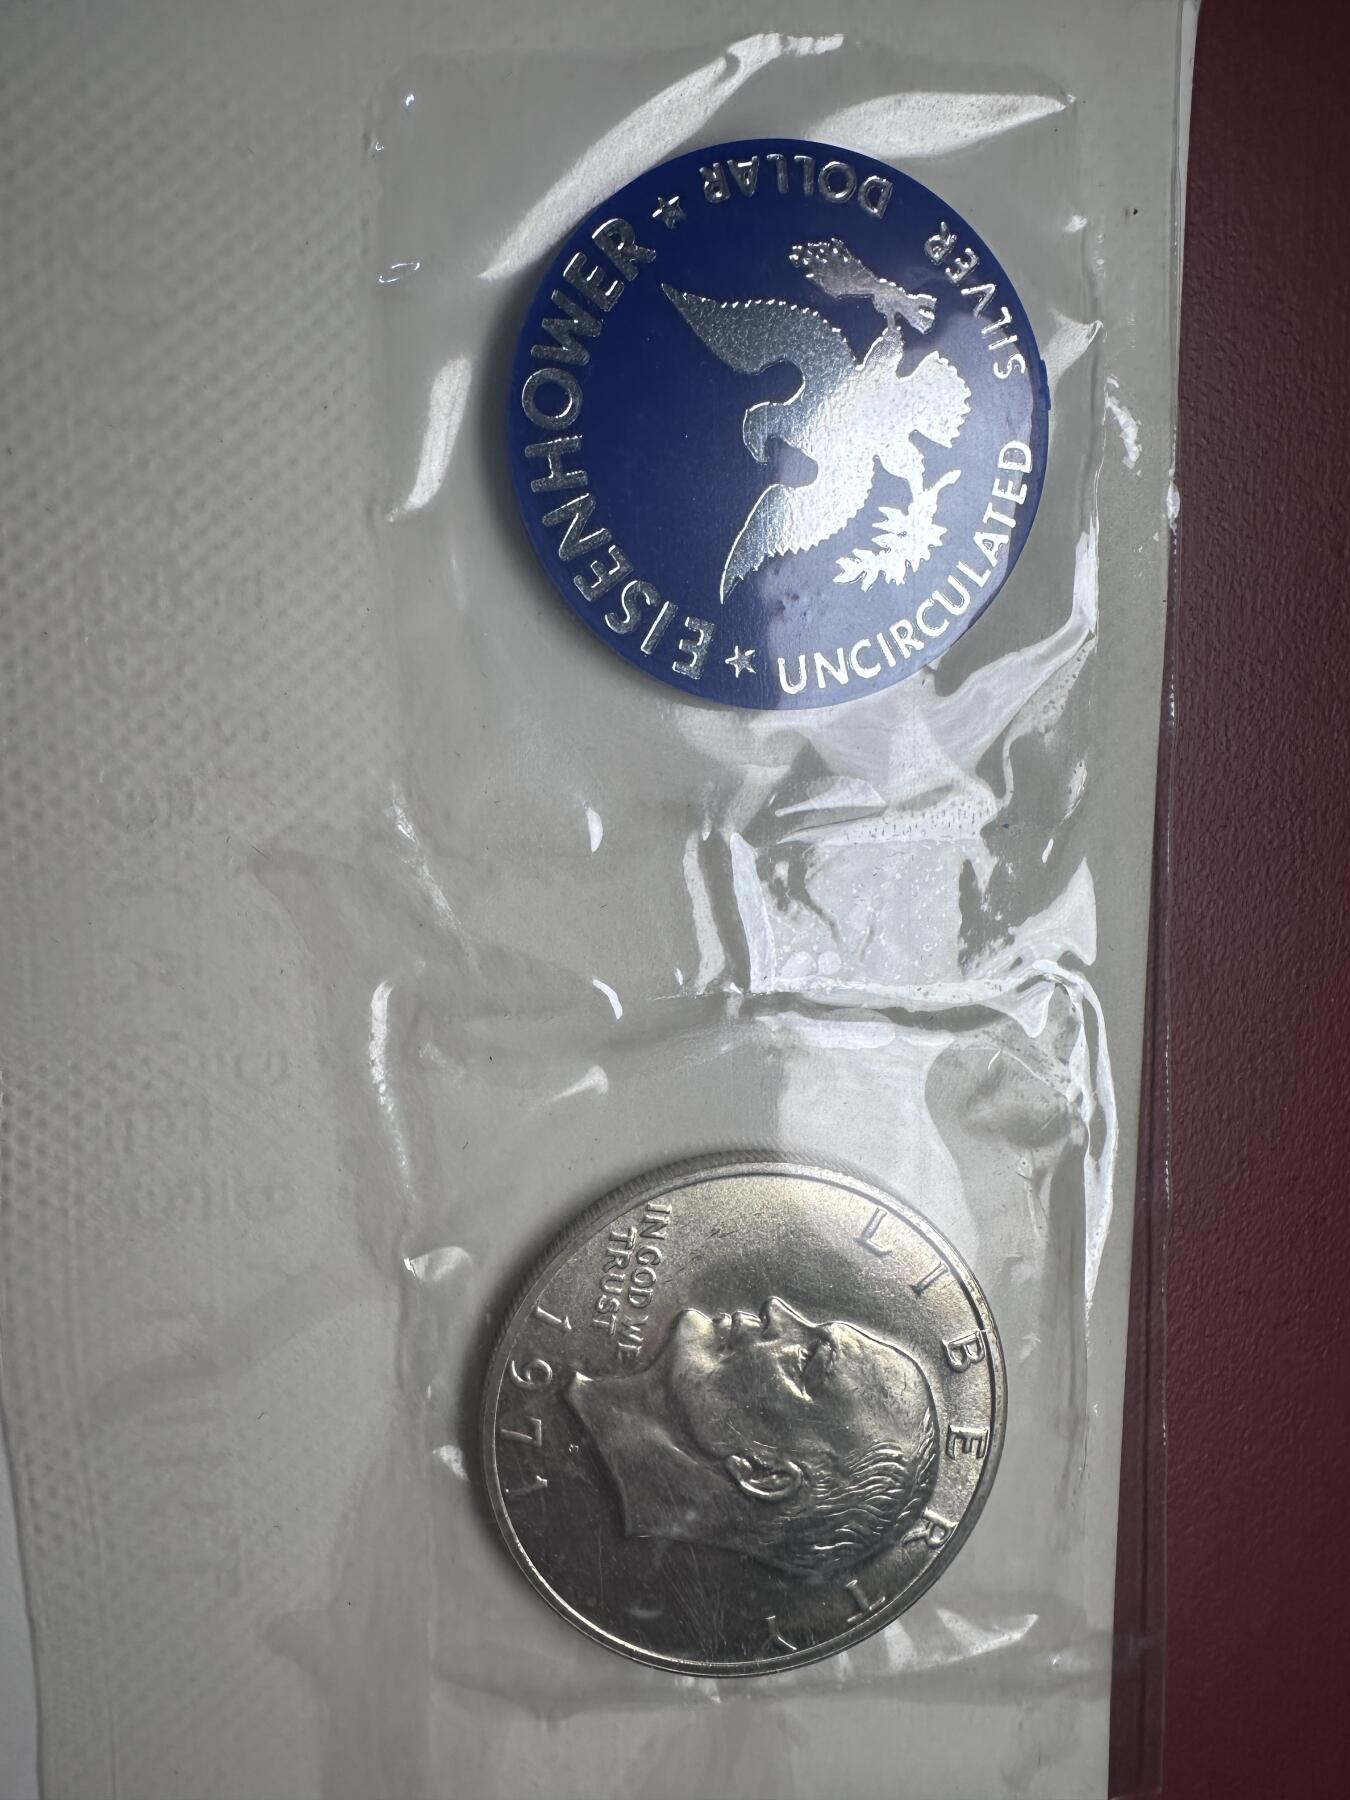 EISENHOWER
★ UNCIRCULATED SILVER DOLLAR ★
LIBERTY
IN GOD WE
TRUST
1971
S